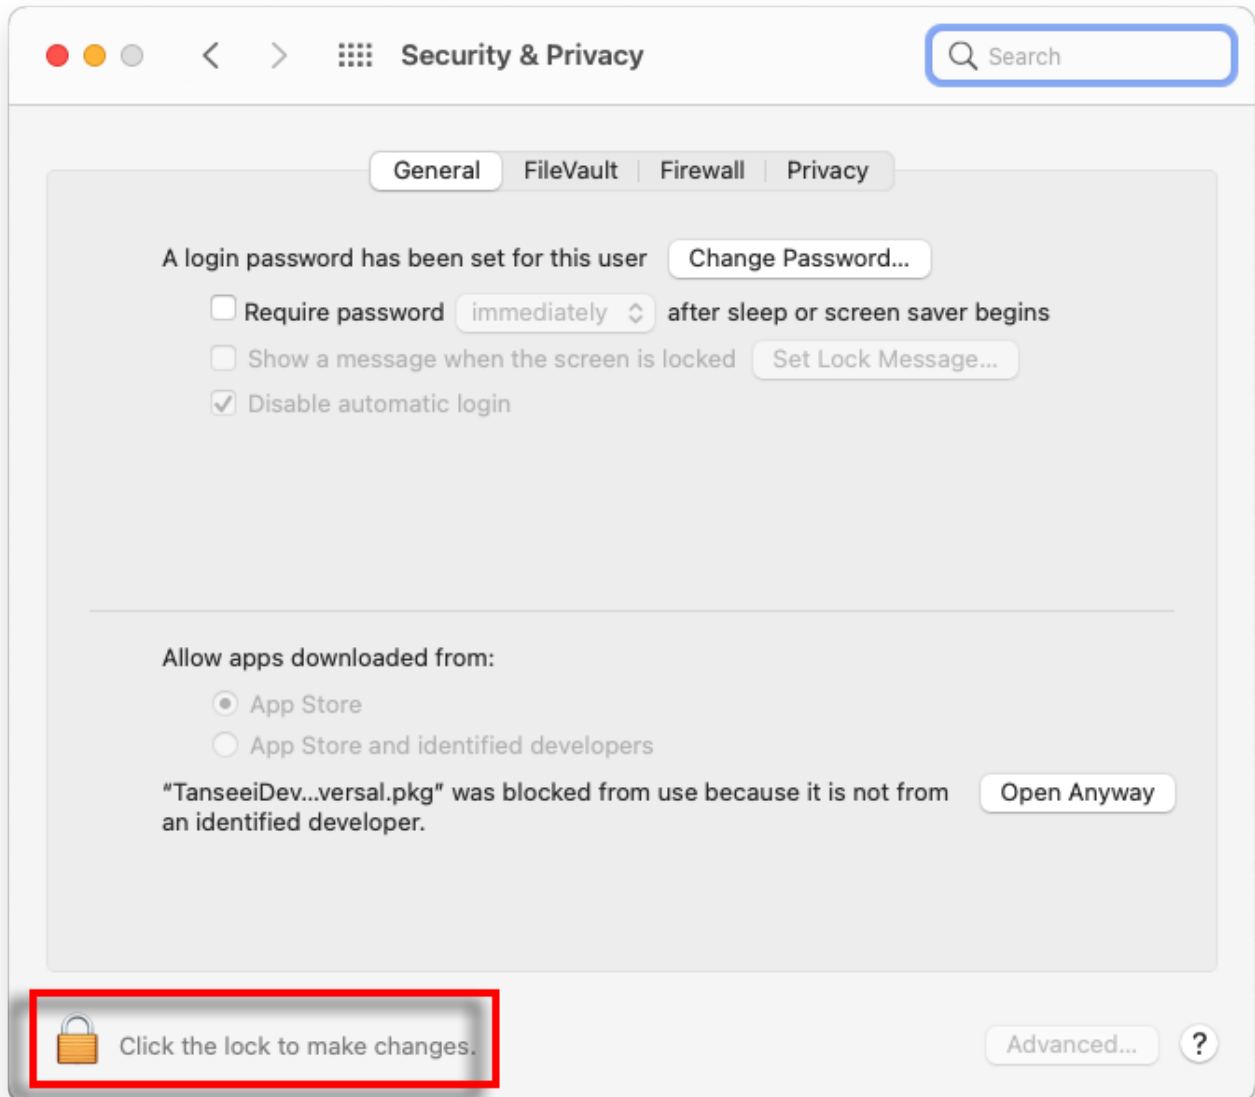 Security & Privacy
Search
General FileVault Firewall Privacy
A login password has been set for this user Change Password...
Require password immediately after sleep or screen saver begins
Show a message when the screen is locked Set Lock Message...
Disable automatic login
Allow apps downloaded from:
App Store
App Store and identified developers
“TanseeiDev...versal.pkg” was blocked from use because it is not from Open Anyway
an identified developer.
Click the lock to make changes.
Advanced... ?